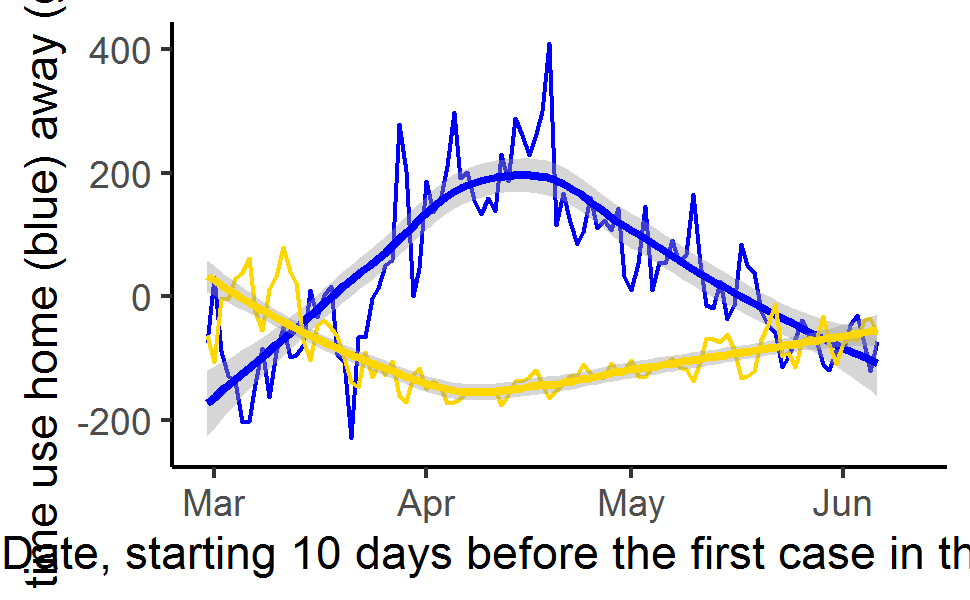 time use home (blue) away (
400
200
0
-200
Mar Apr May Jun
Date, starting 10 days before the first case in th